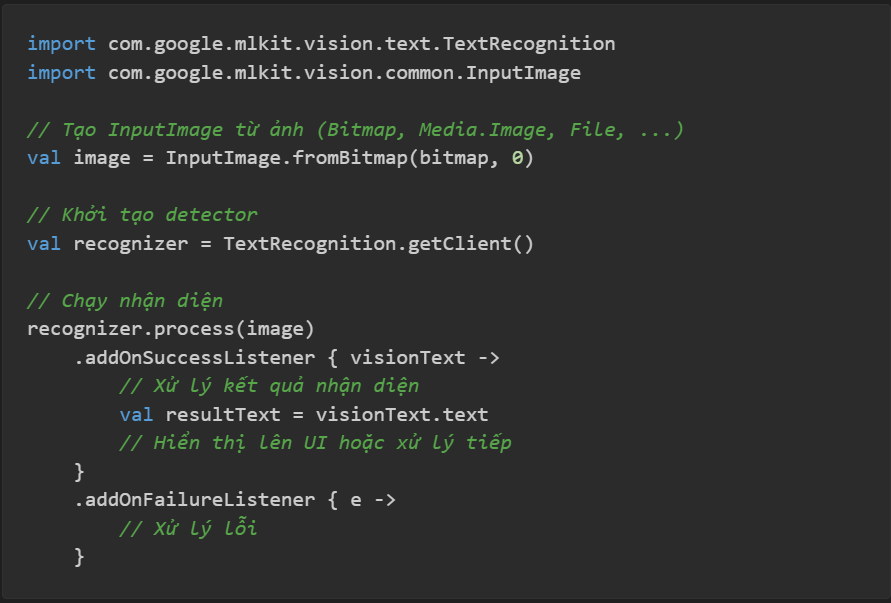 import com.google.mlkit.vision.text.TextRecognition
import com.google.mlkit.vision.common.InputImage
// Tạo InputImage từ ảnh (Bitmap, Media.Image, File, ...)
val image = InputImage.fromBitmap(bitmap, 0)
// Khởi tạo detector
val recognizer = TextRecognition.getClient()
// Chạy nhận diện
recognizer.process(image)
    .addOnSuccessListener { visionText ->
        // Xử lý kết quả nhận diện
        val resultText = visionText.text
        // Hiển thị lên UI hoặc xử lý tiếp
    }
    .addOnFailureListener { e ->
        // Xử lý lỗi
    }